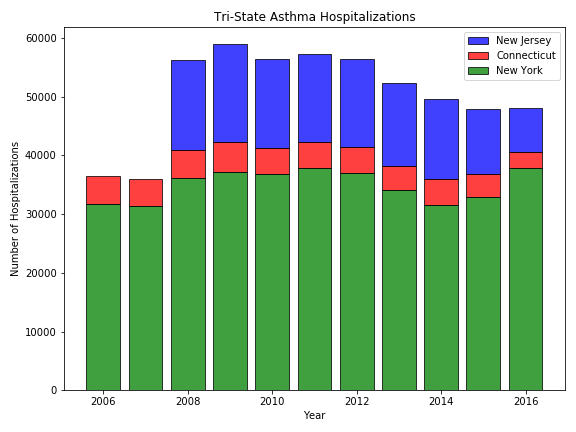 Tri-State Asthma Hospitalizations
New Jersey
Connecticut
New York
Number of Hospitalizations
60000
50000
40000
30000
20000
10000
0
2006 2008 2010 2012 2014 2016
Year